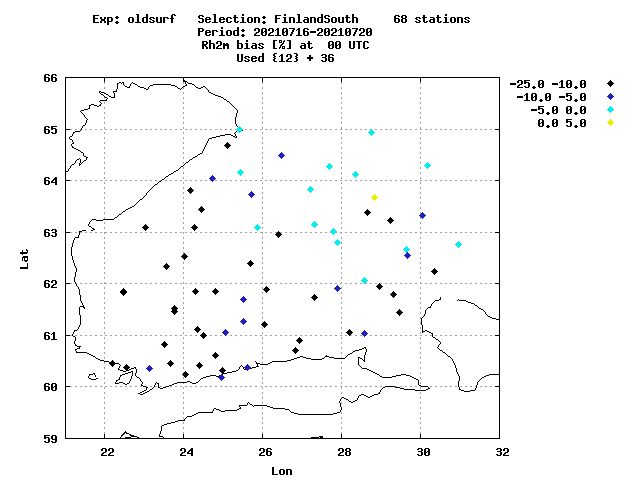 Exp: oldsurf   Selection: FinlandSouth     68 stations
Period: 20210716-20210720
Rh2m bias [%] at  00 UTC
Used {12} + 36
-25.0 -10.0
-10.0 -5.0
-5.0 0.0
0.0 5.0
66
65
64
63
62
61
60
59
Lat
22 24 26 28 30 32
Lon